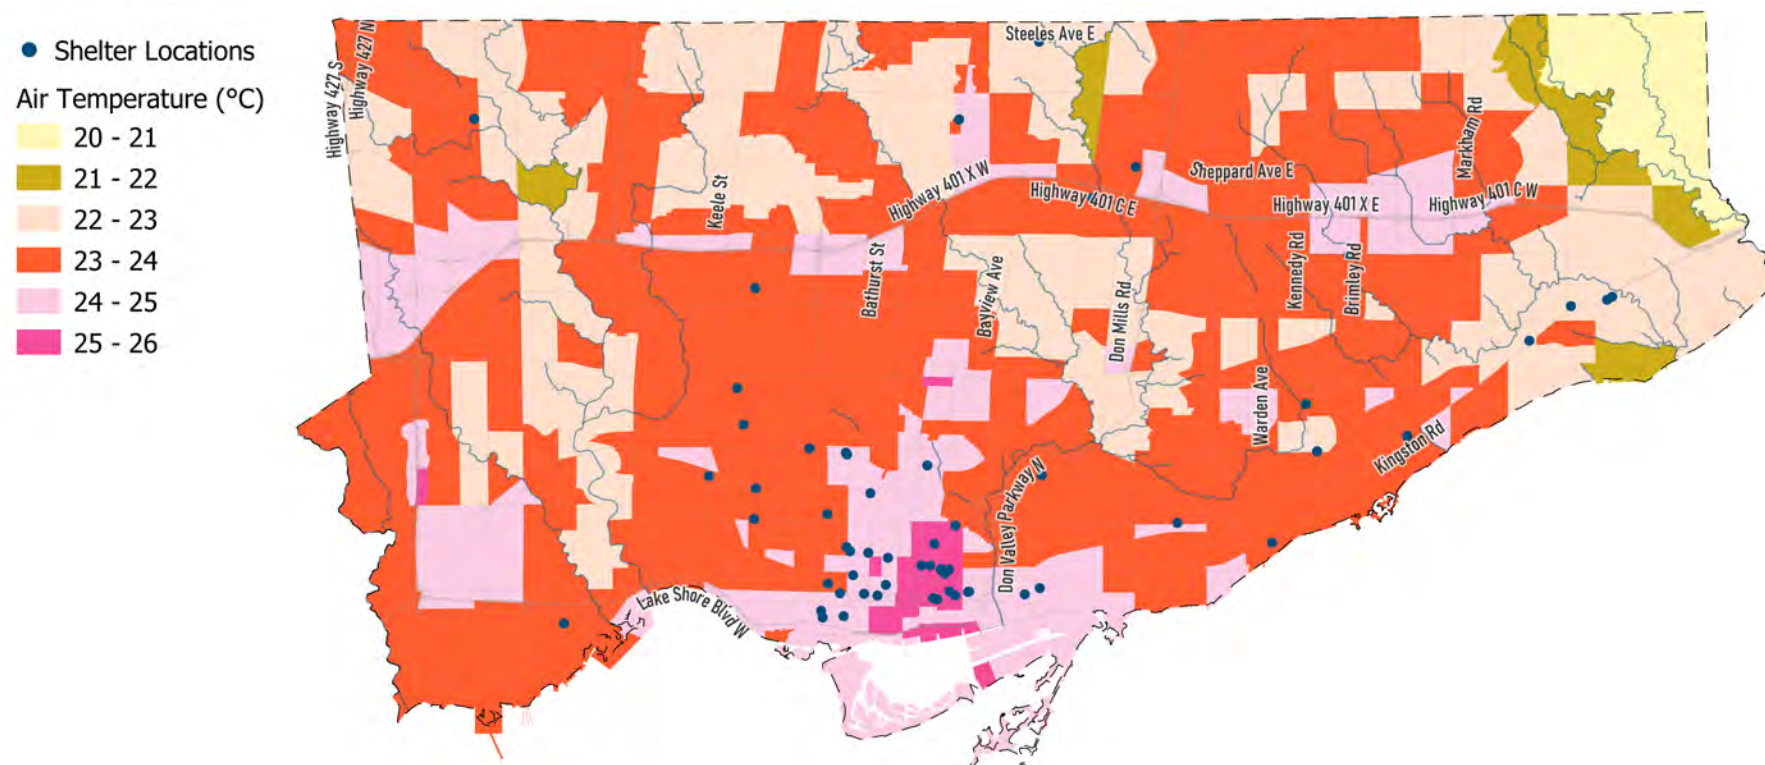 Shelter Locations
Air Temperature (°C)
20 - 21
21 - 22
22 - 23
23 - 24
24 - 25
25 - 26
Highway 427 S
Highway 427 N
Steeles Ave E
Keele St
Highway 401 X W
Highway 401 C E
Sheppard Ave E
Markham Rd
Highway 401 X E
Highway 401 C W
Bathurst St
Bayview Ave
Don Mills Rd
Kennedy Rd
Brimley Rd
Warden Ave
Kingston Rd
Don Valley Parkway N
Lake Shore Blvd W